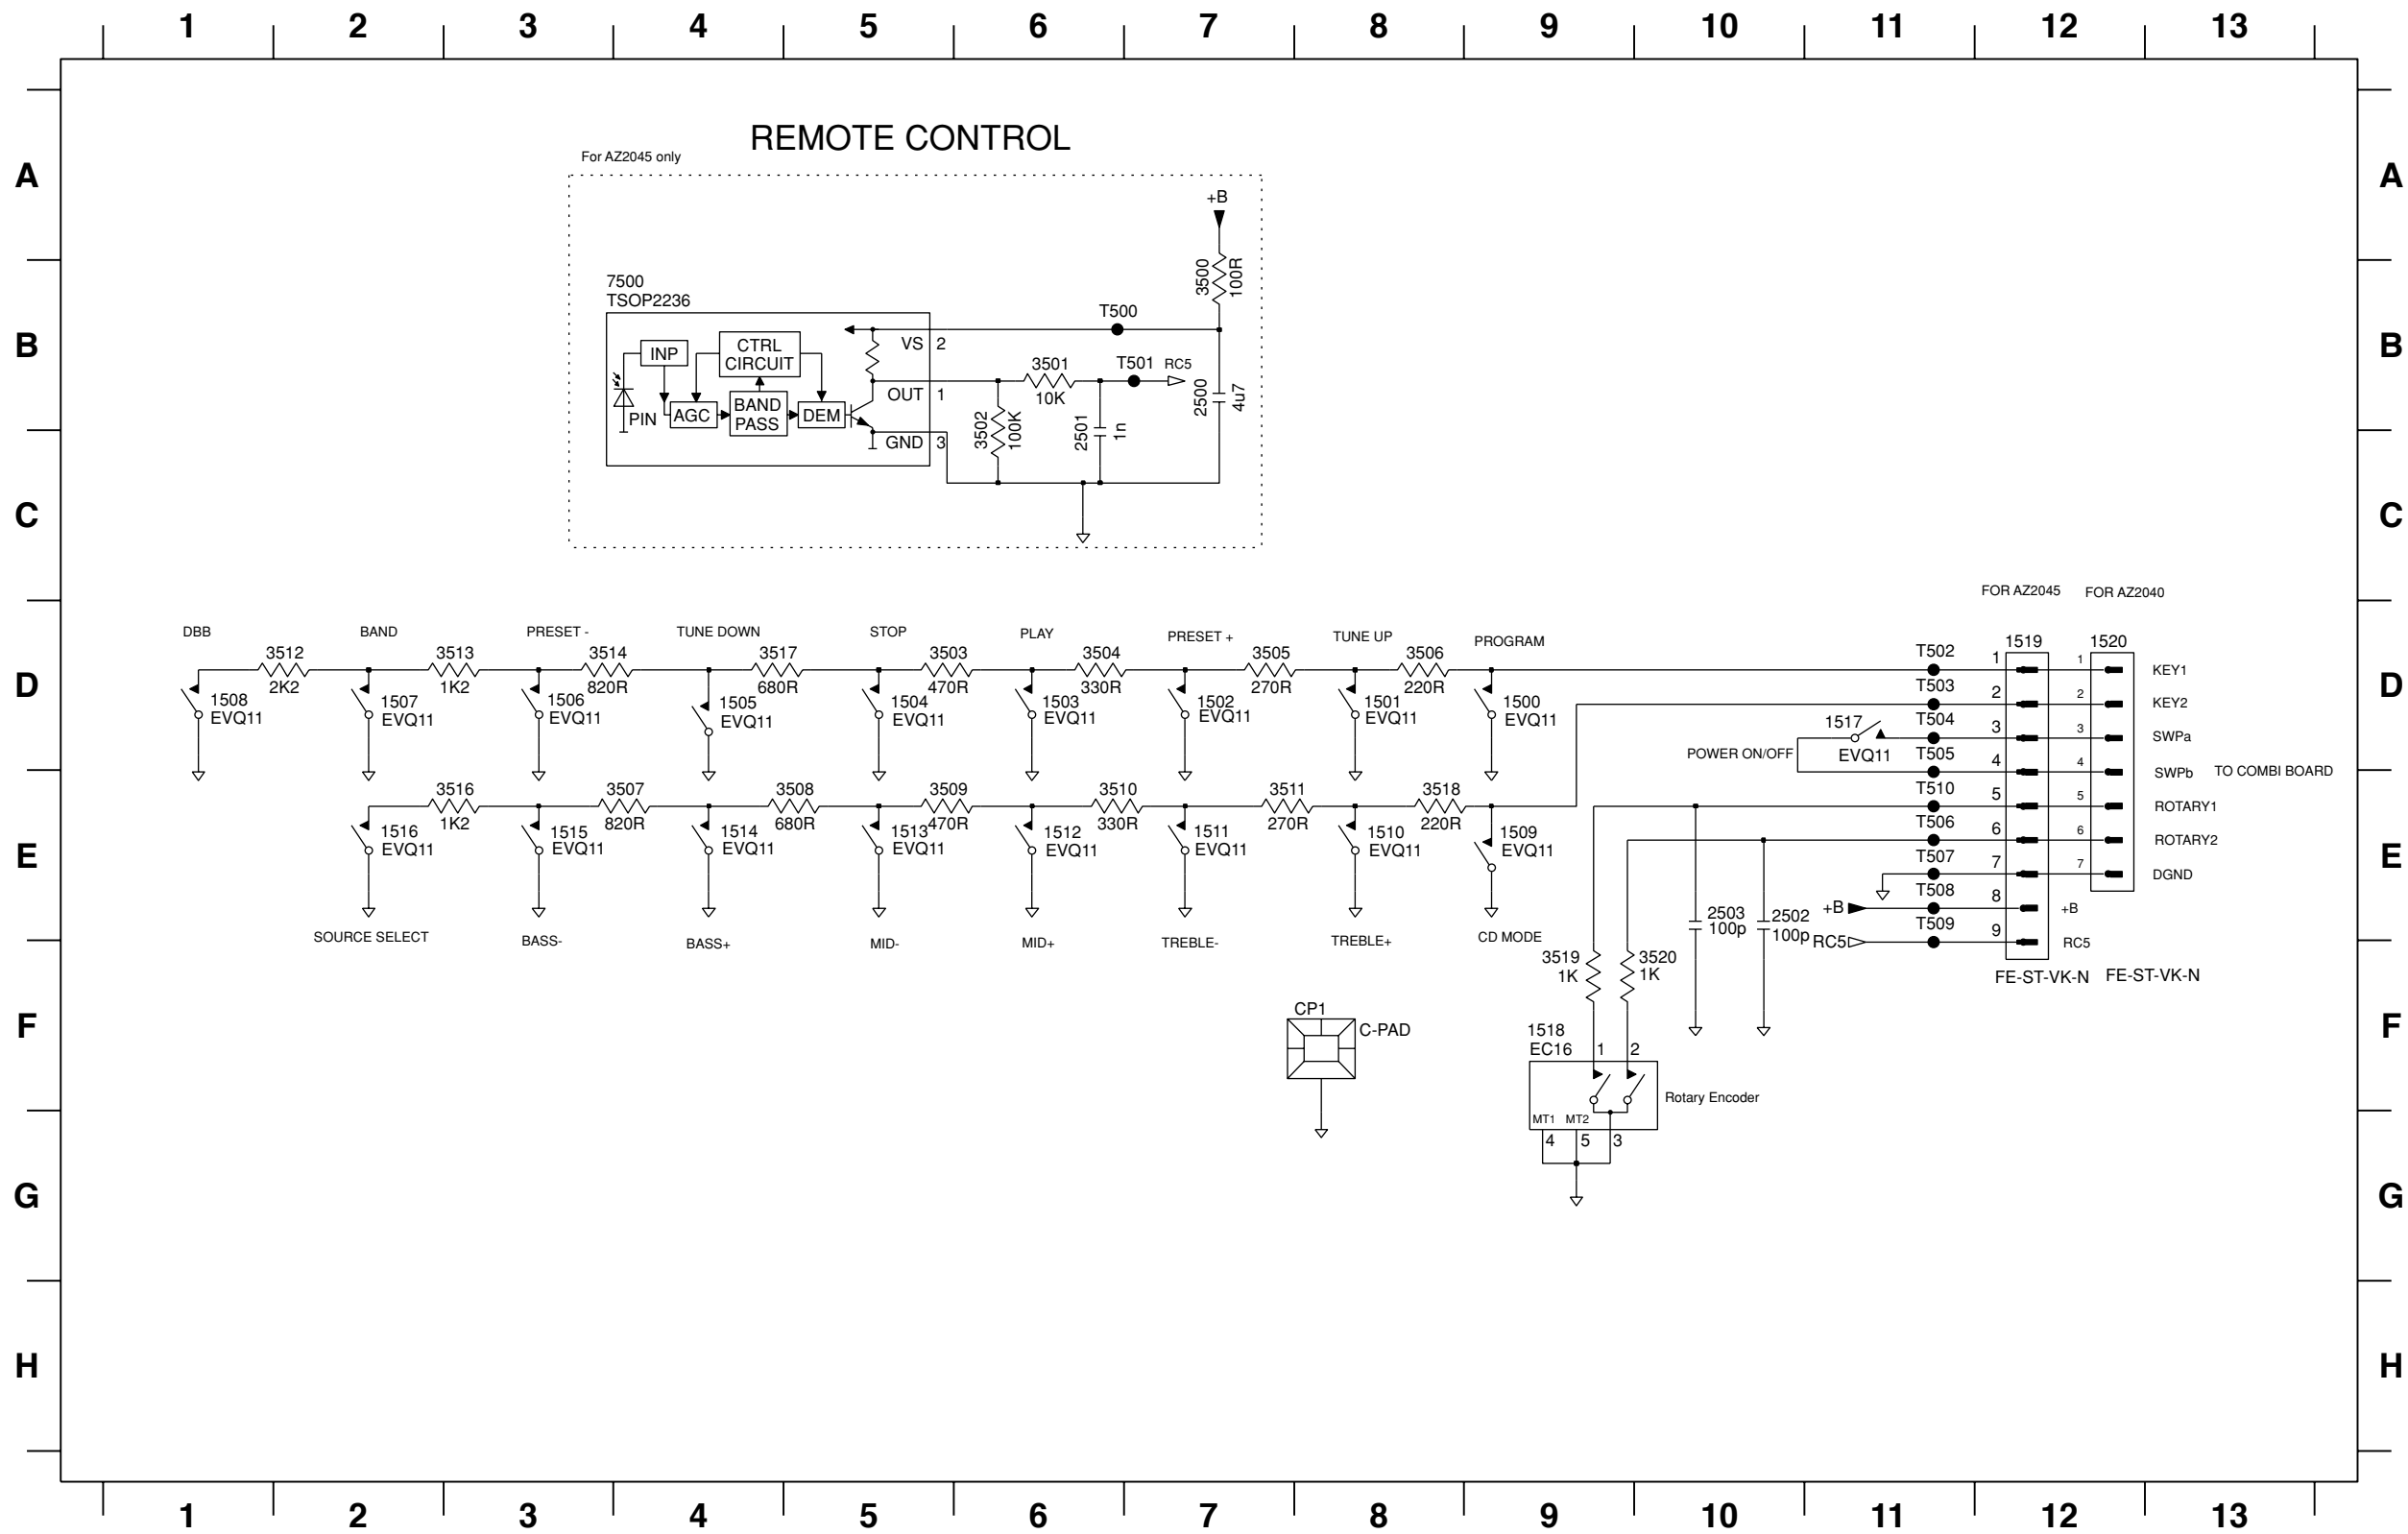 1 2 3 4 5 6 7 8 9 10 11 12 13
A A
REMOTE CONTROL
For AZ2045 only
+B
3500
100R
7500
TSOP2236
B B
T500
VS 2
INP
CTRL
CIRCUIT
3501
10K
T501
RC5
2500
4u7
OUT 1
PIN
AGC
BAND
PASS
DEM
3502
100K
2501
1n
GND 3
C C
FOR AZ2045 FOR AZ2040
DBB BAND PRESET - TUNE DOWN STOP PLAY PRESET + TUNE UP PROGRAM
3512 3513 3514 3517 3503 3504 3505 3506
2K2 1K2 820R 680R 470R 330R 270R 220R
D D
1508
EVQ11
1507
EVQ11
1506
EVQ11
1505
EVQ11
1504
EVQ11
1503
EVQ11
1502
EVQ11
1501
EVQ11
1500
EVQ11
1519 1520
T502 1 1 KEY1
T503 2 2 KEY2
1517
EVQ11
T504 3 3 SWPa
POWER ON/OFF
T505 4 4 SWPb
TO COMBI BOARD
T510 5 5 ROTARY1
T506 6 6 ROTARY2
T507 7 7 DGND
+B T508 8 +B
RC5 T509 9 RC5
FE-ST-VK-N FE-ST-VK-N
3516 3507 3508 3509 3510 3511 3518
1K2 820R 680R 470R 330R 270R 220R
E E
1516
EVQ11
1515
EVQ11
1514
EVQ11
1513
EVQ11
1512
EVQ11
1511
EVQ11
1510
EVQ11
1509
EVQ11
SOURCE SELECT BASS- BASS+ MID- MID+ TREBLE- TREBLE+ CD MODE
2503
100p
2502
100p
3519
1K
3520
1K
F F
CP1
C-PAD
1518
EC16
1 2
Rotary Encoder
MT1 MT2
4 5 3
G G
H H
1 2 3 4 5 6 7 8 9 10 11 12 13